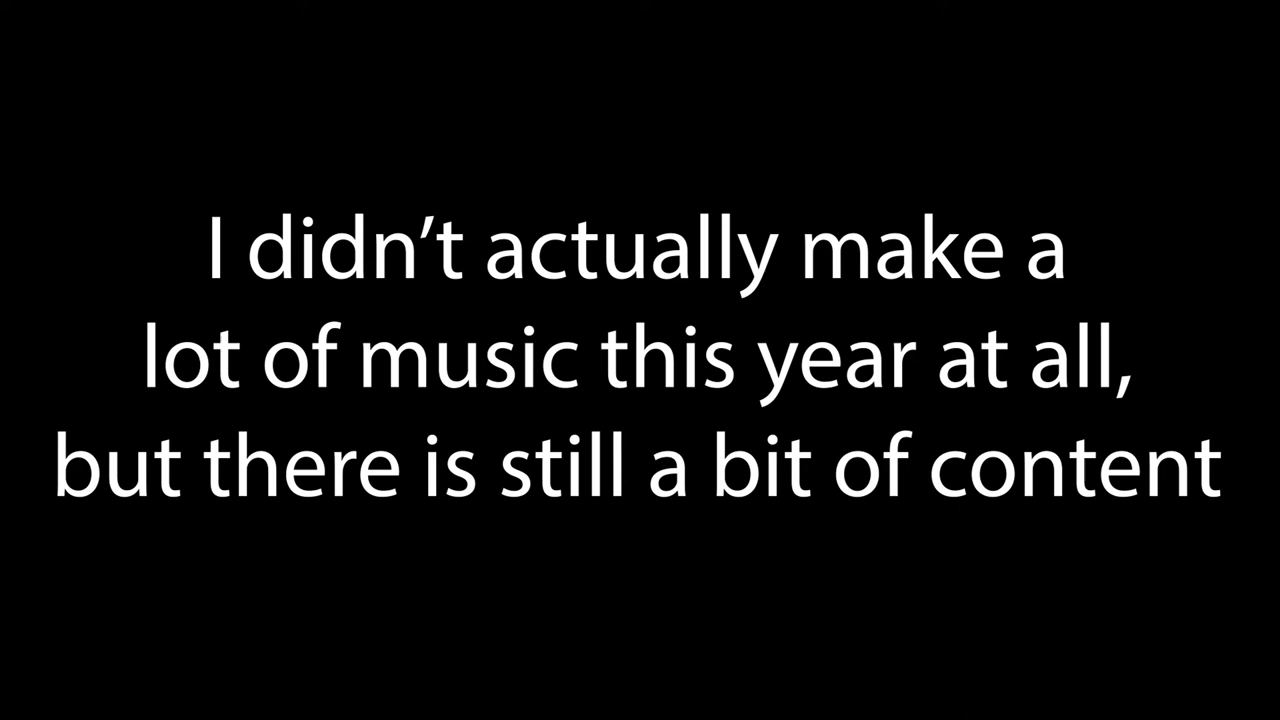 I didn’t actually make a
lot of music this year at all,
but there is still a bit of content